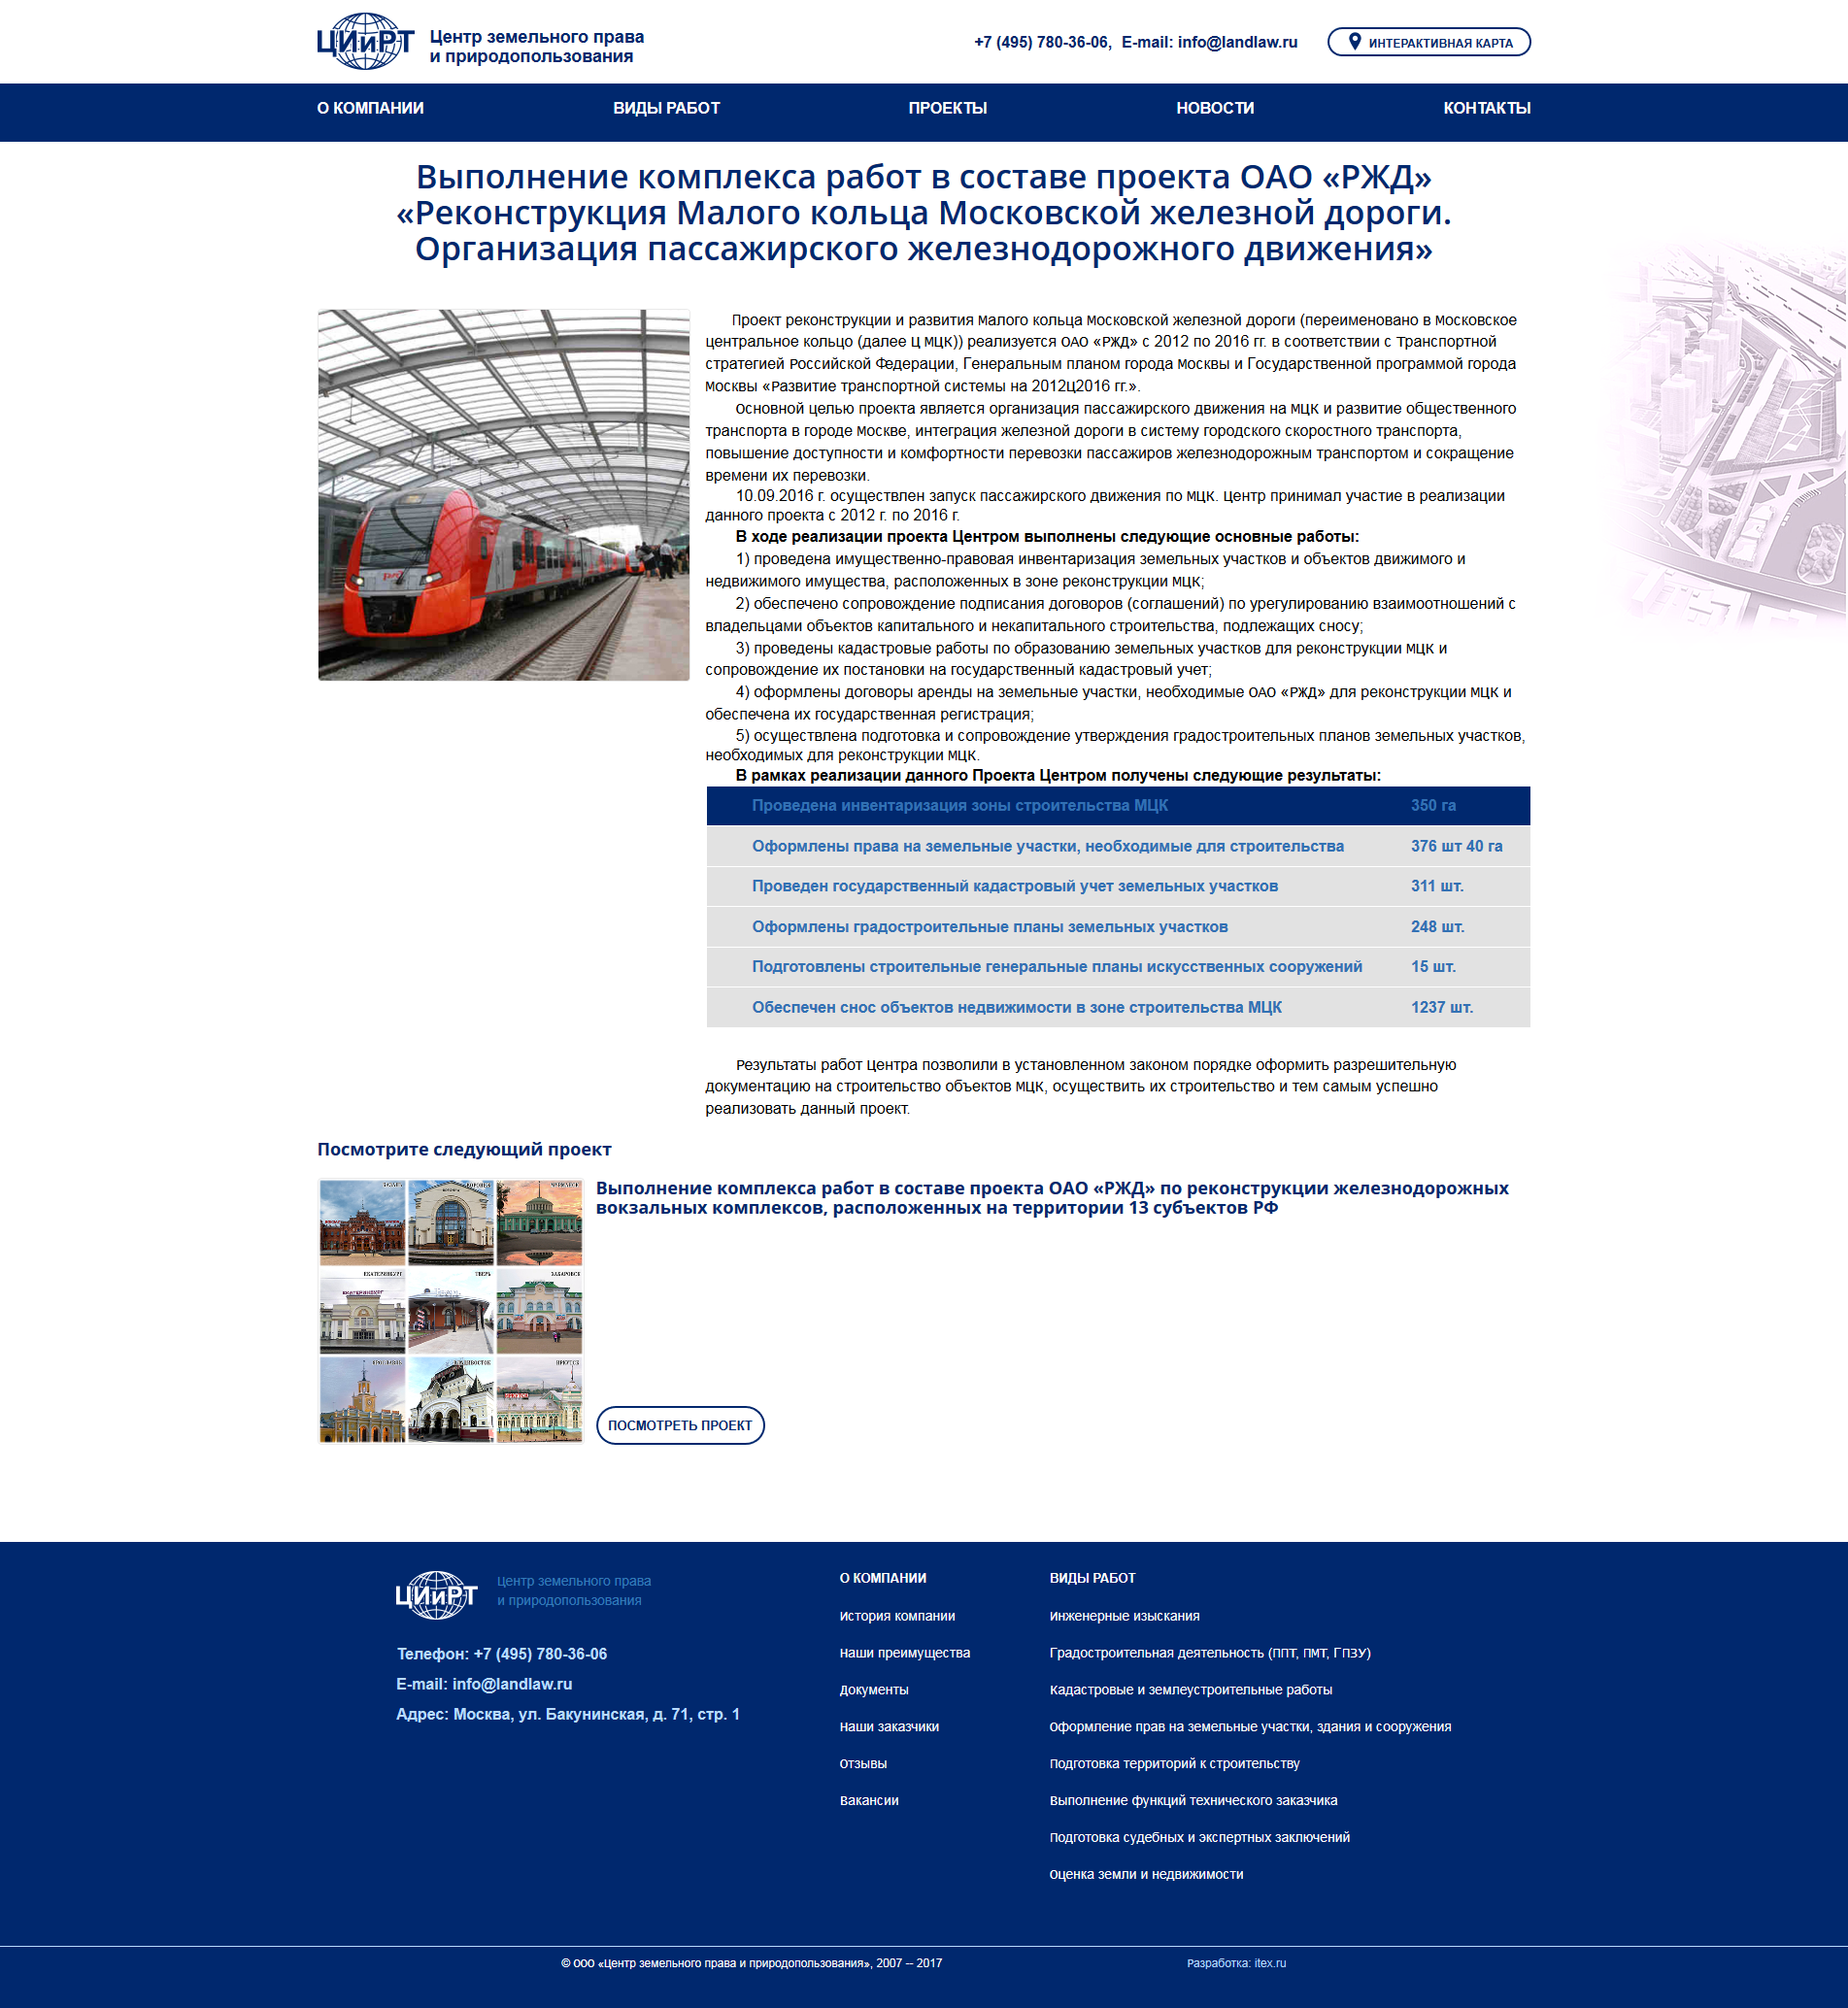 ЦИиРТ
Центр земельного права
и природопользования
+7 (495) 780-36-06, E-mail: info@landlaw.ru
ИНТЕРАКТИВНАЯ КАРТА
О КОМПАНИИ
ВИДЫ РАБОТ
ПРОЕКТЫ
НОВОСТИ
КОНТАКТЫ
Выполнение комплекса работ в составе проекта ОАО «РЖД»
«Реконструкция Малого кольца Московской железной дороги.
Организация пассажирского железнодорожного движения»
Проект реконструкции и развития Малого кольца Московской железной дороги (переименовано в Московское
центральное кольцо (далее Ц МЦК)) реализуется ОАО «РЖД» с 2012 по 2016 гг. в соответствии с Транспортной
стратегией Российской Федерации, Генеральным планом города Москвы и Государственной программой города
Москвы «Развитие транспортной системы на 2012Ц2016 гг.».
Основной целью проекта является организация пассажирского движения на МЦК и развитие общественного
транспорта в городе Москве, интеграция железной дороги в систему городского скоростного транспорта,
повышение доступности и комфортности перевозки пассажиров железнодорожным транспортом и сокращение
времени их перевозки.
10.09.2016 г. осуществлен запуск пассажирского движения по МЦК. Центр принимал участие в реализации
данного проекта с 2012 г. по 2016 г.
В ходе реализации проекта Центром выполнены следующие основные работы:
1) проведена имущественно-правовая инвентаризация земельных участков и объектов движимого и
недвижимого имущества, расположенных в зоне реконструкции МЦК;
2) обеспечено сопровождение подписания договоров (соглашений) по урегулированию взаимоотношений с
владельцами объектов капитального и некапитального строительства, подлежащих сносу;
3) проведены кадастровые работы по образованию земельных участков для реконструкции МЦК и
сопровождение их постановки на государственный кадастровый учет;
4) оформлены договоры аренды на земельные участки, необходимые ОАО «РЖД» для реконструкции МЦК и
обеспечена их государственная регистрация;
5) осуществлена подготовка и сопровождение утверждения градостроительных планов земельных участков,
необходимых для реконструкции МЦК.
В рамках реализации данного Проекта Центром получены следующие результаты:
Проведена инвентаризация зоны строительства МЦК 350 га
Оформлены права на земельные участки, необходимые для строительства 376 шт 40 га
Проведен государственный кадастровый учет земельных участков 311 шт.
Оформлены градостроительные планы земельных участков 248 шт.
Подготовлены строительные генеральные планы искусственных сооружений 15 шт.
Обеспечен снос объектов недвижимости в зоне строительства МЦК 1237 шт.
Результаты работ Центра позволили в установленном законом порядке оформить разрешительную
документацию на строительство объектов МЦК, осуществить их строительство и тем самым успешно
реализовать данный проект.
Посмотрите следующий проект
Выполнение комплекса работ в составе проекта ОАО «РЖД» по реконструкции железнодорожных
вокзальных комплексов, расположенных на территории 13 субъектов РФ
ЕКАТЕРИНБУРГ
ТВЕРЬ
ХАБАРОВСК
ВЛАДИВОСТОК
ИРКУТСК
ПОСМОТРЕТЬ ПРОЕКТ
ЦИиРТ
Центр земельного права
и природопользования
Телефон: +7 (495) 780-36-06
E-mail: info@landlaw.ru
Адрес: Москва, ул. Бакунинская, д. 71, стр. 1
О КОМПАНИИ
История компании
Наши преимущества
Документы
Наши заказчики
Отзывы
Вакансии
ВИДЫ РАБОТ
Инженерные изыскания
Градостроительная деятельность (ППТ, ПМТ, ГПЗУ)
Кадастровые и землеустроительные работы
Оформление прав на земельные участки, здания и сооружения
Подготовка территорий к строительству
Выполнение функций технического заказчика
Подготовка судебных и экспертных заключений
Оценка земли и недвижимости
© ООО «Центр земельного права и природопользования», 2007 -- 2017
Разработка: itex.ru